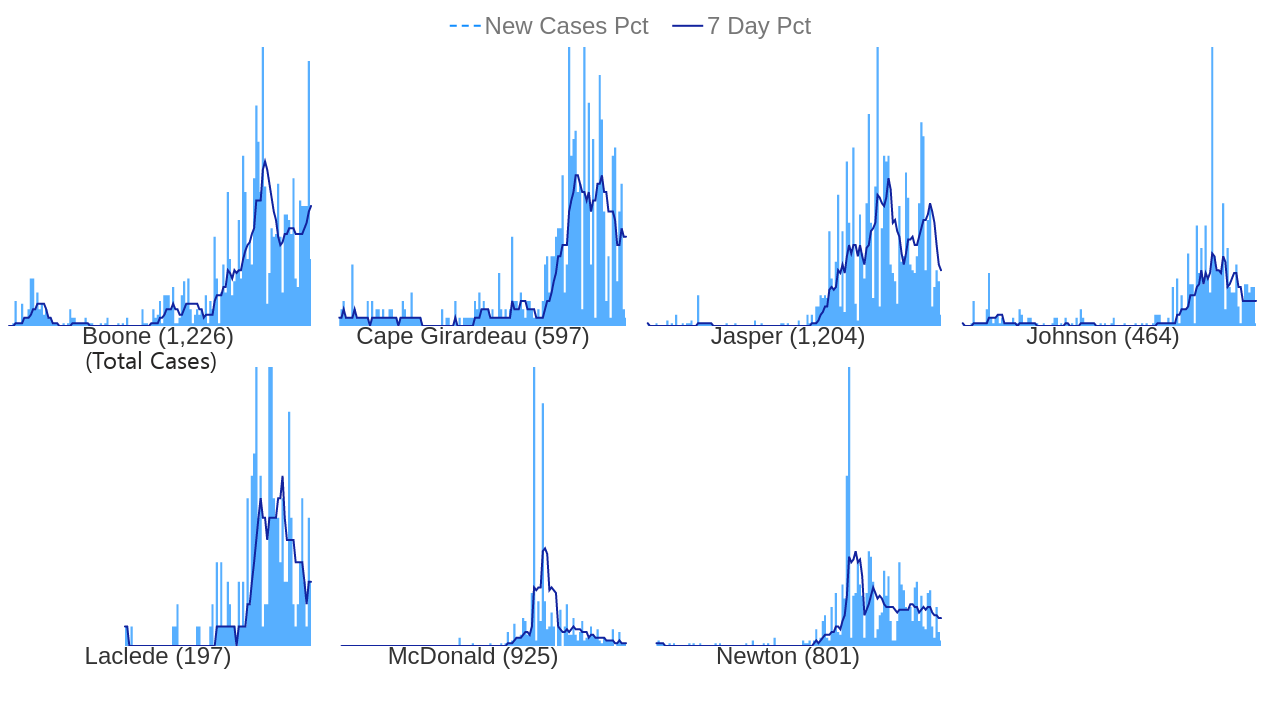 New Cases Pct 7 Day Pct
Boone (1,226) Cape Girardeau (597) Jasper (1,204) Johnson (464)
(Total Cases)
Laclede (197) McDonald (925) Newton (801)